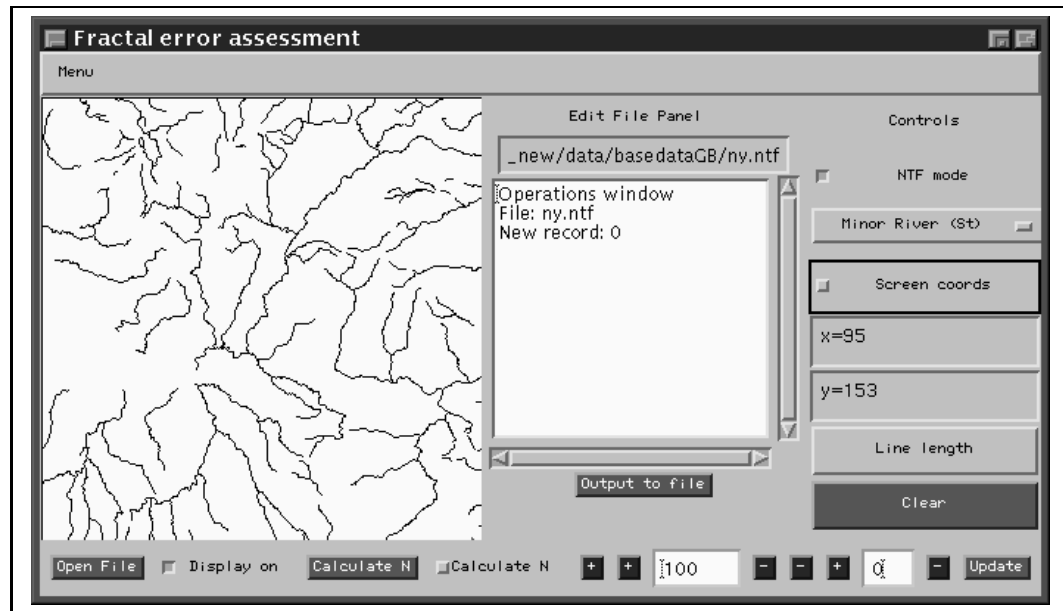 Fractal error assessment
Menu
Edit File Panel
_new/data/basedataGB/ny.ntf
Operations window
File: ny.ntf
New record: 0
Output to file
Controls
NTF mode
Minor River (St)
Screen coords
x=95
y=153
Line length
Clear
Open File Display on Calculate N Calculate N + + 100 - - + 0 - Update